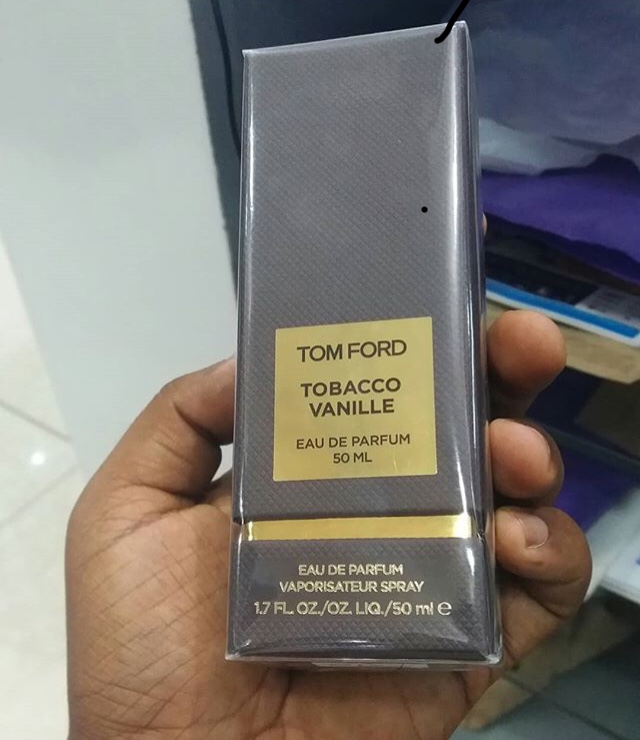 TOM FORD
TOBACCO
VANILLE
EAU DE PARFUM
50 ML
EAU DE PARFUM
VAPORISATEUR SPRAY
1.7 FL. OZ./OZ. LIQ./50 ml e